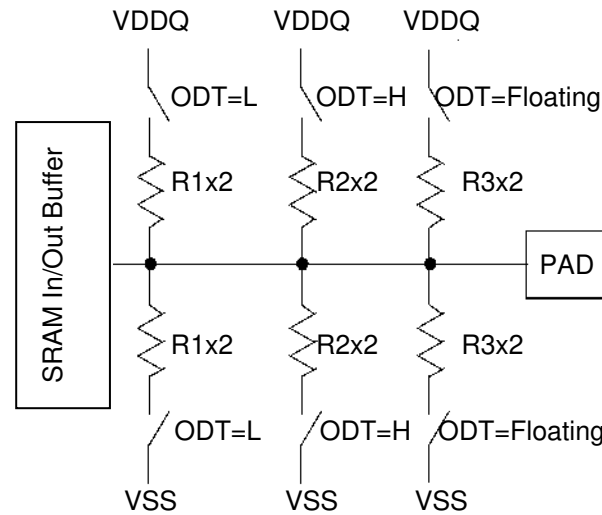 VDDQ VDDQ VDDQ
ODT=L ODT=H ODT=Floating
R1x2 R2x2 R3x2
SRAM In/Out Buffer
PAD
R1x2 R2x2 R3x2
ODT=L ODT=H ODT=Floating
VSS VSS VSS